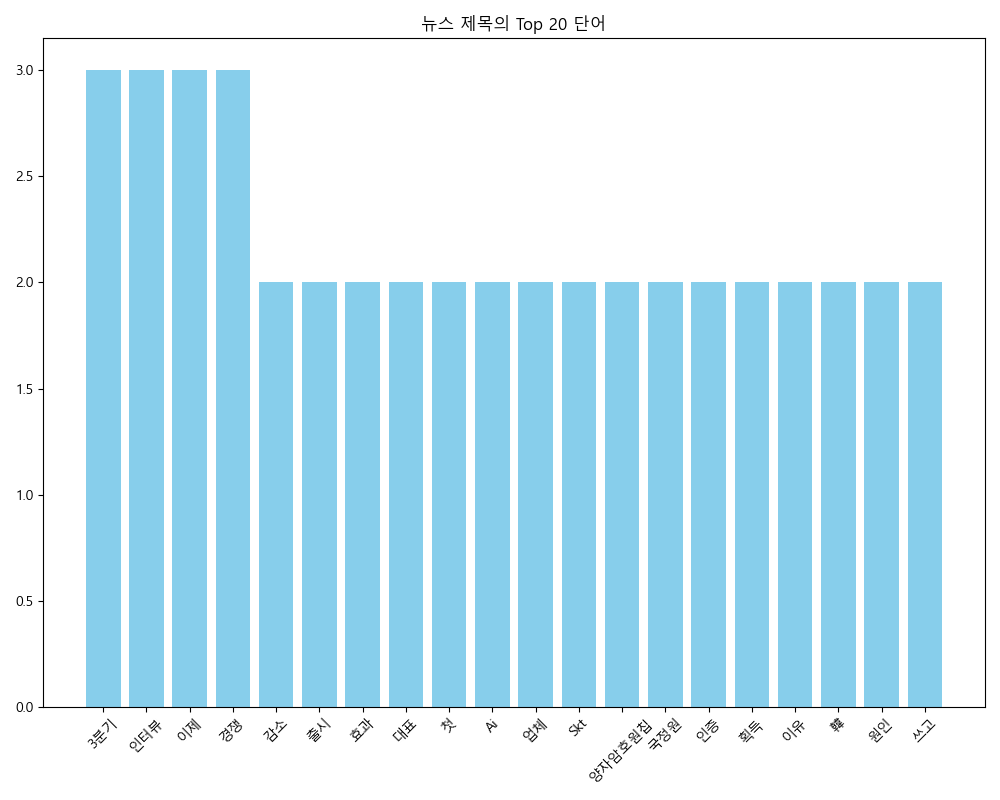 뉴스 제목의 Top 20 단어
3.0
2.5
2.0
1.5
1.0
0.5
0.0
3분기
인터뷰
이제
경쟁
감소
출시
효과
대표
첫
Ai
업체
Skt
양자암호원칩
국정원
인증
획득
이유
韓
원인
쓰고